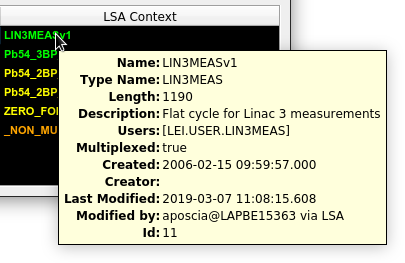 LSA Context
LIN3MEASv1
Pb54_3BP
Pb54_2BP
Pb54_2BP
ZERO_FO
_NON_MU
Name: LIN3MEASv1
Type Name: LIN3MEAS
Length: 1190
Description: Flat cycle for Linac 3 measurements
Users: [LEI.USER.LIN3MEAS]
Multiplexed: true
Created: 2006-02-15 09:59:57.000
Creator:
Last Modified: 2019-03-07 11:08:15.608
Modified by: aposcia@LAPBE15363 via LSA
Id: 11